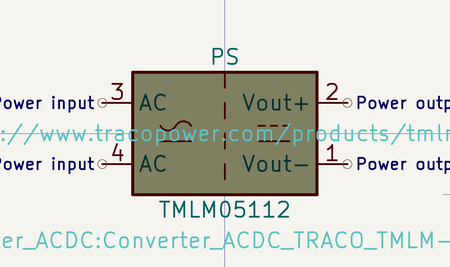 PS
Power input 3 AC Vout+ 2 Power outp
://www.tracopower.com/products/tmlm
Power input 4 AC Vout- 1 Power outp
TMLM05112
er_ACDC:Converter_ACDC_TRACO_TMLM-